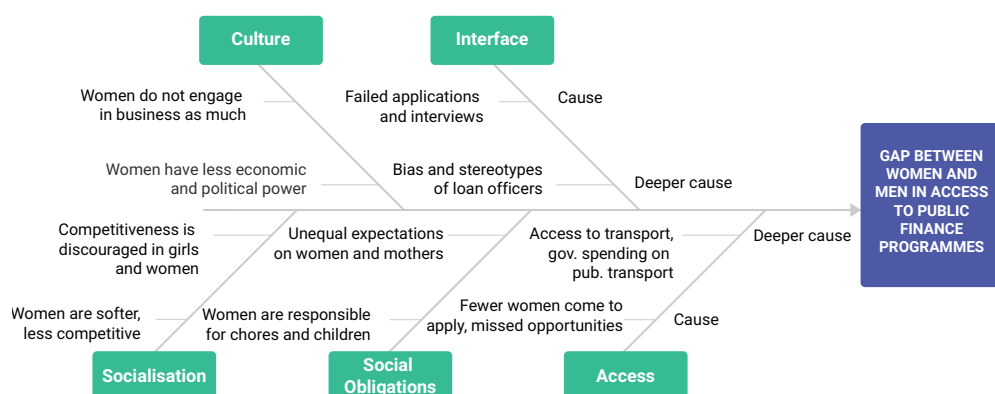 Culture
Interface
Women do not engage
in business as much
Failed applications
and interviews
Cause
Women have less economic
and political power
Bias and stereotypes
of loan officers
Deeper cause
GAP BETWEEN
WOMEN AND
MEN IN ACCESS
TO PUBLIC
FINANCE
PROGRAMMES
Competitiveness is
discouraged in girls
and women
Unequal expectations
on women and mothers
Access to transport,
gov. spending on
pub. transport
Deeper cause
Women are softer,
less competitive
Women are responsible
for chores and children
Fewer women come to
apply, missed opportunities
Cause
Socialisation
Social
Obligations
Access